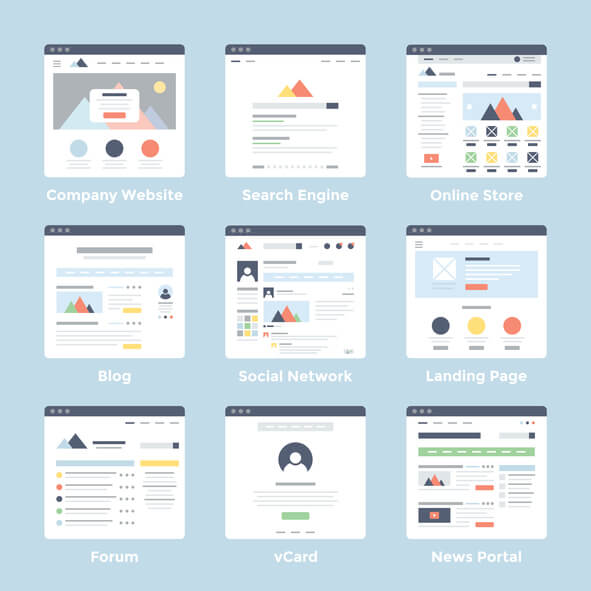 Company Website
Search Engine
Online Store
Blog
Social Network
Landing Page
Forum
vCard
News Portal